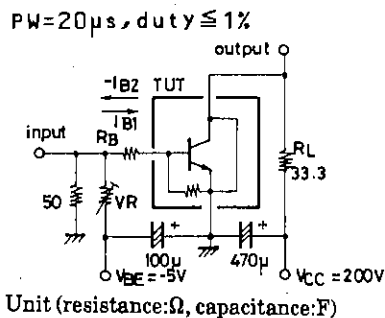 PW=20μs, duty≦1%
output
-IB2
TUT
IB1
input
RB
RL
33.3
50
VR
+
+
100μ
470μ
VBE=-5V
VCC=200V
Unit (resistance:Ω, capacitance:F)